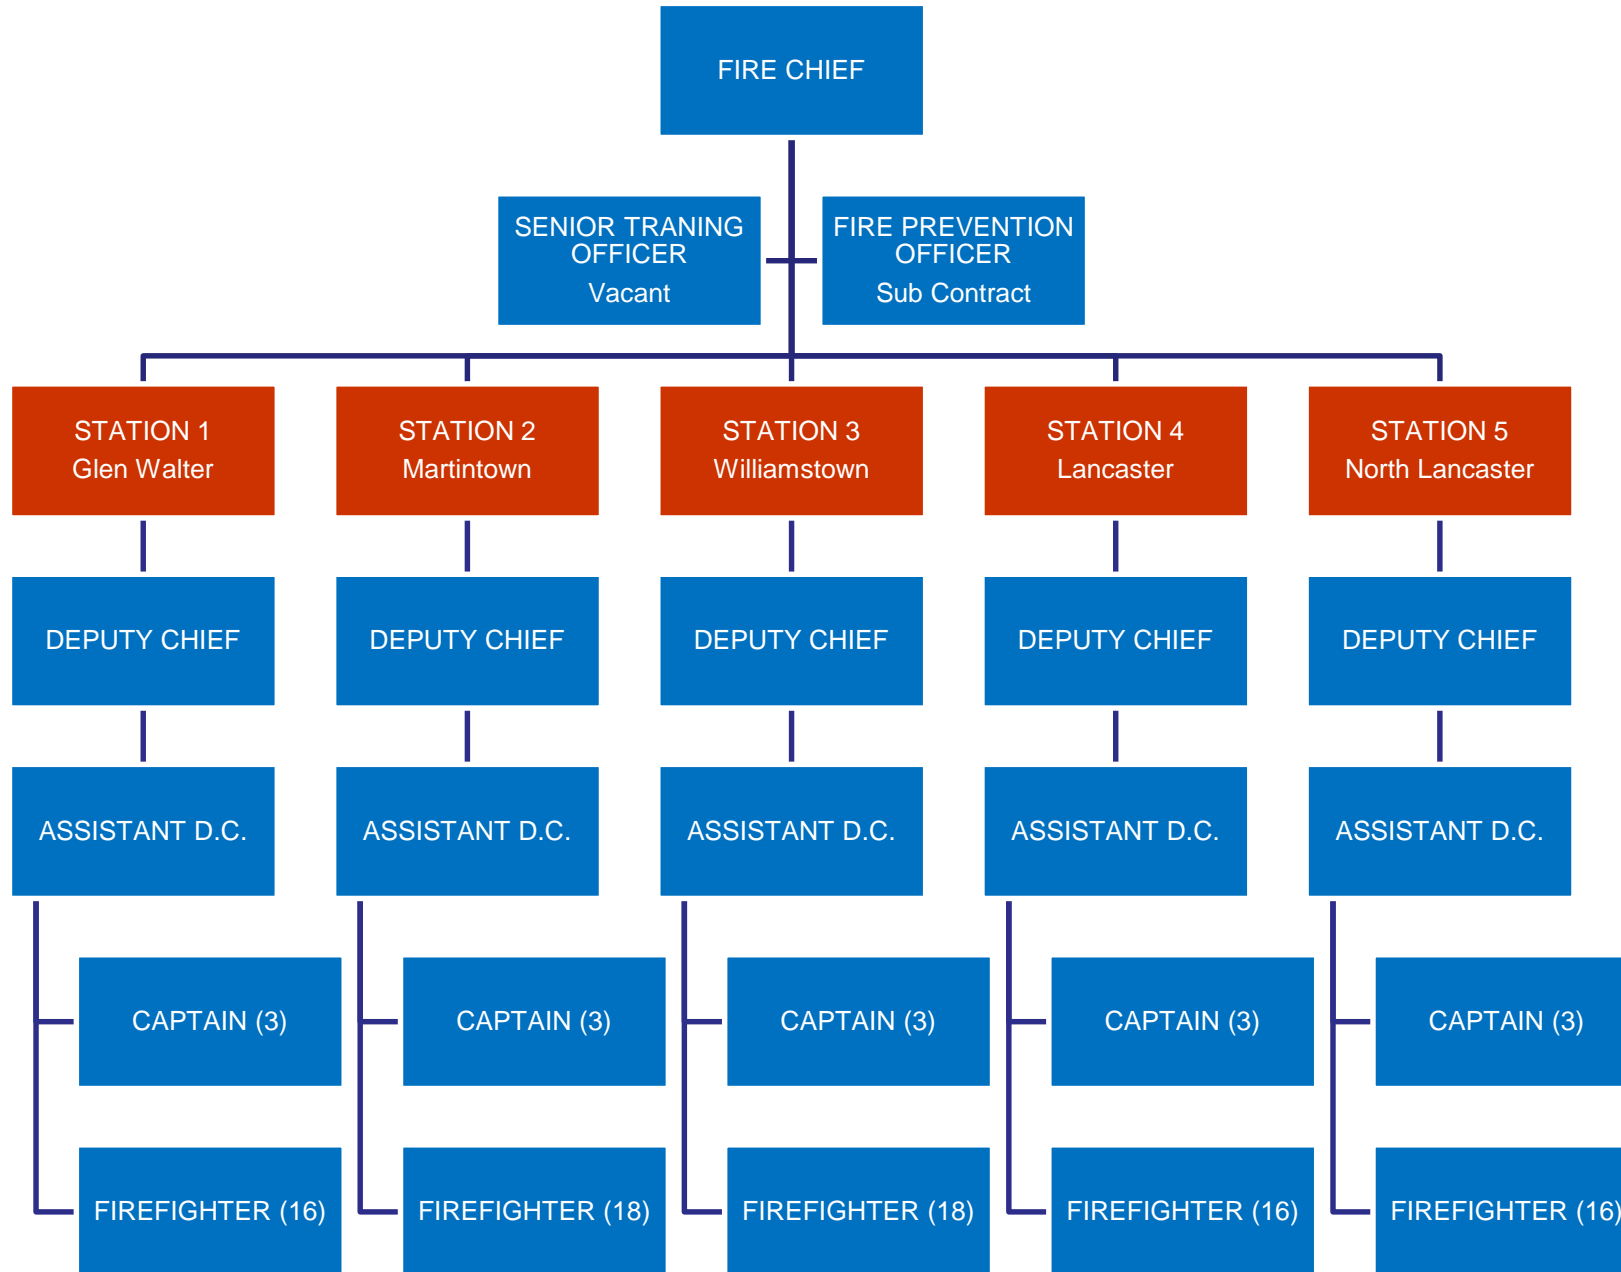 FIRE CHIEF
SENIOR TRANING
OFFICER
Vacant
FIRE PREVENTION
OFFICER
Sub Contract
STATION 1
Glen Walter
STATION 2
Martintown
STATION 3
Williamstown
STATION 4
Lancaster
STATION 5
North Lancaster
DEPUTY CHIEF
DEPUTY CHIEF
DEPUTY CHIEF
DEPUTY CHIEF
DEPUTY CHIEF
ASSISTANT D.C.
ASSISTANT D.C.
ASSISTANT D.C.
ASSISTANT D.C.
ASSISTANT D.C.
CAPTAIN (3)
CAPTAIN (3)
CAPTAIN (3)
CAPTAIN (3)
CAPTAIN (3)
FIREFIGHTER (16)
FIREFIGHTER (18)
FIREFIGHTER (18)
FIREFIGHTER (16)
FIREFIGHTER (16)